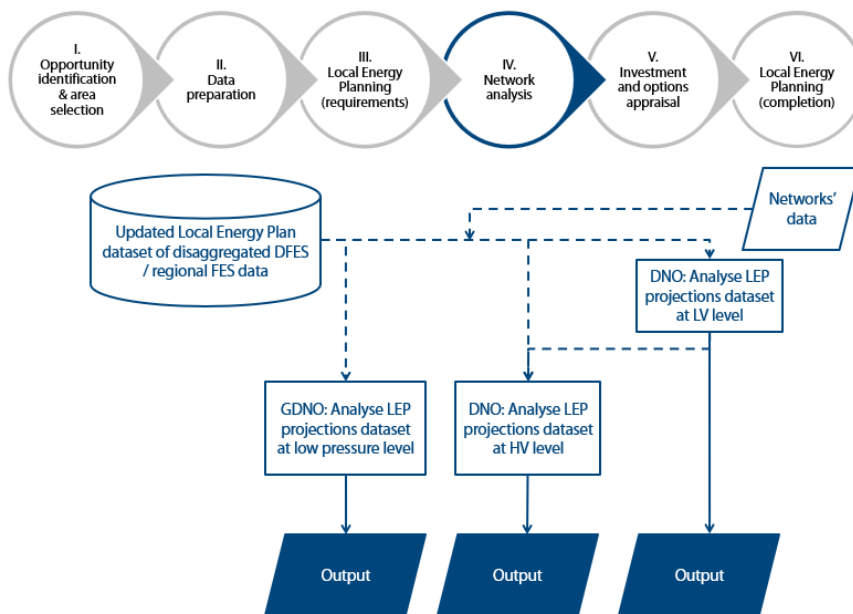 I.
Opportunity
identification
& area
selection
II.
Data
preparation
III.
Local Energy
Planning
(requirements)
IV.
Network
analysis
V.
Investment
and options
appraisal
VI.
Local Energy
Planning
(completion)
Networks'
data
Updated Local Energy Plan
dataset of disaggregated DFES
/ regional FES data
DNO: Analyse LEP
projections dataset
at LV level
GDNO: Analyse LEP
projections dataset
at low pressure level
DNO: Analyse LEP
projections dataset
at HV level
Output
Output
Output